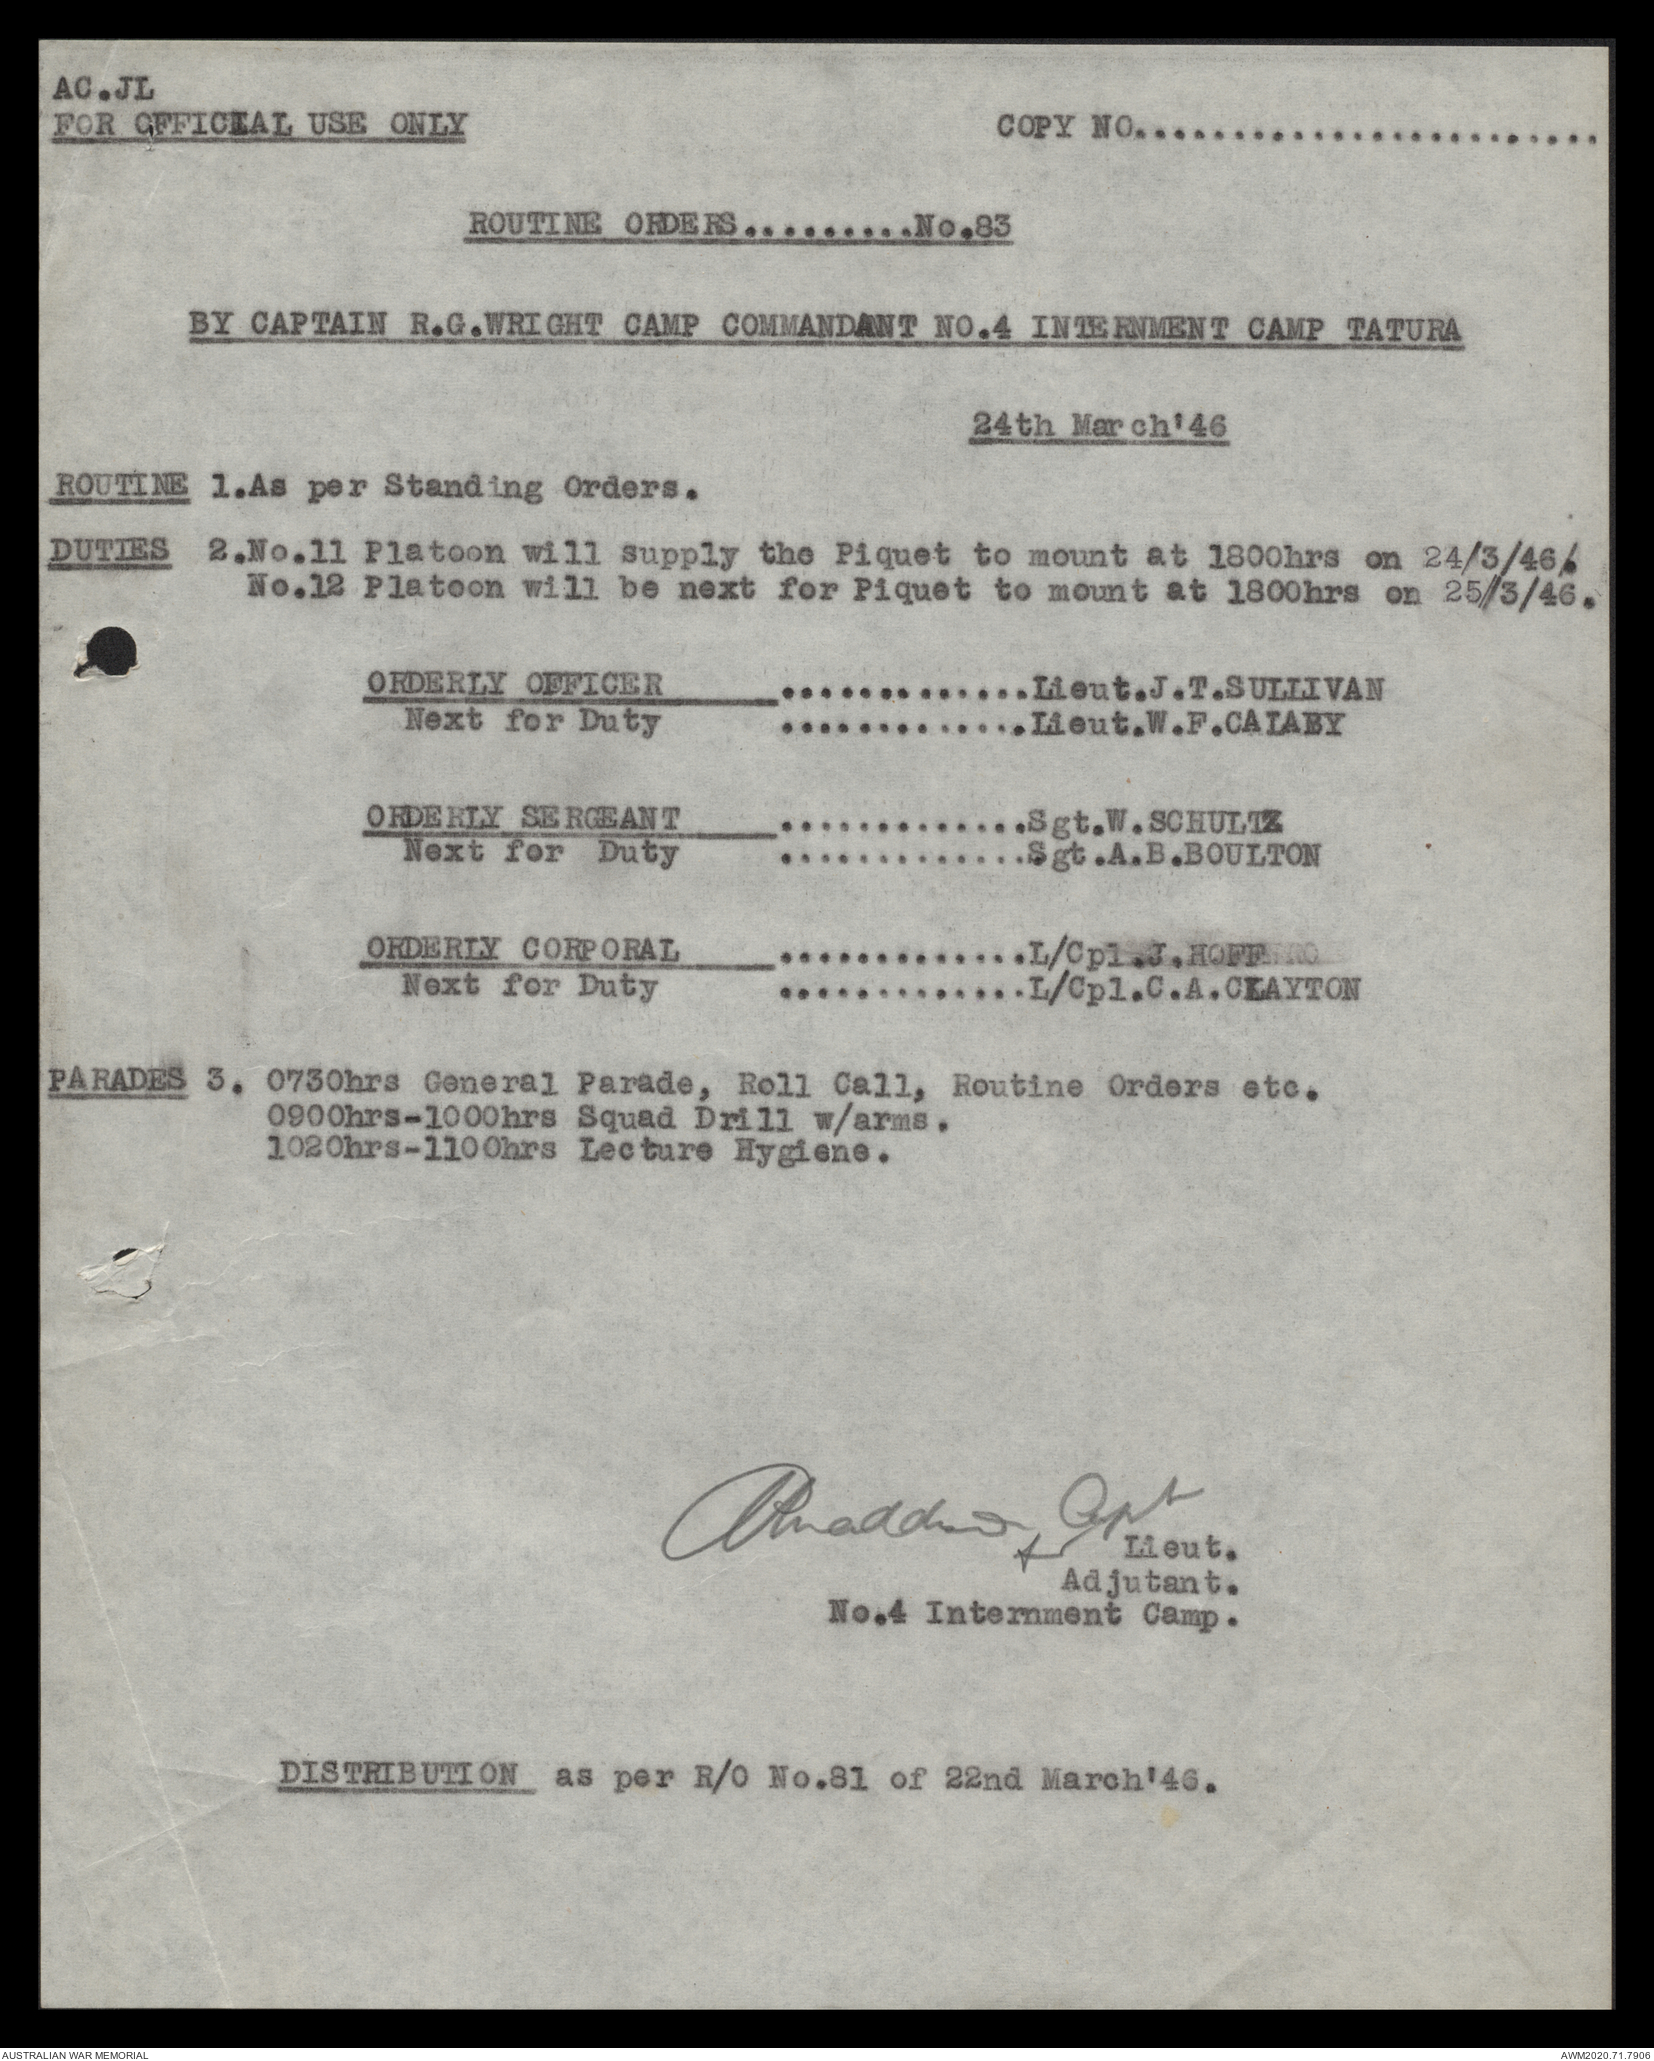 AC.JL
FOR OFFICIAL USE ONLY COPY NO...........................
ROUTINE ORDERS..........No.83
BY CAPTAIN R.G.WRIGHT CAMP COMMANDANT NO.4 INTERNMENT CAMP TATURA
24th March'46
ROUTINE 1.As per Standing Orders.
DUTIES 2.No.11 Platoon will supply the Piquet to mount at 1800hrs on 24/3/46.
No.12 Platoon will be next for Piquet to mount at 1800hrs on 25/3/46.
ORDERLY OFFICER .............Lieut.J.T.SULLIVAN
Next for Duty .............Lieut.W.F.CALABY
ORDERLY SERGEANT .............Sgt.W.SCHULTZ
Next for Duty .............Sgt.A.B.BOULTON
ORDERLY CORPORAL .............L/Cpl.J.HOFF
Next for Duty .............L/Cpl.C.A.CLAYTON
PARADES 3. 0730hrs General Parade, Roll Call, Routine Orders etc.
0900hrs-1000hrs Squad Drill w/arms.
1020hrs-1100hrs Lecture Hygiene.
Capt
Lieut.
Adjutant.
No.4 Internment Camp.
DISTRIBUTION as per R/O No.81 of 22nd March'46.
AUSTRALIAN WAR MEMORIAL AWM2020.71.7906